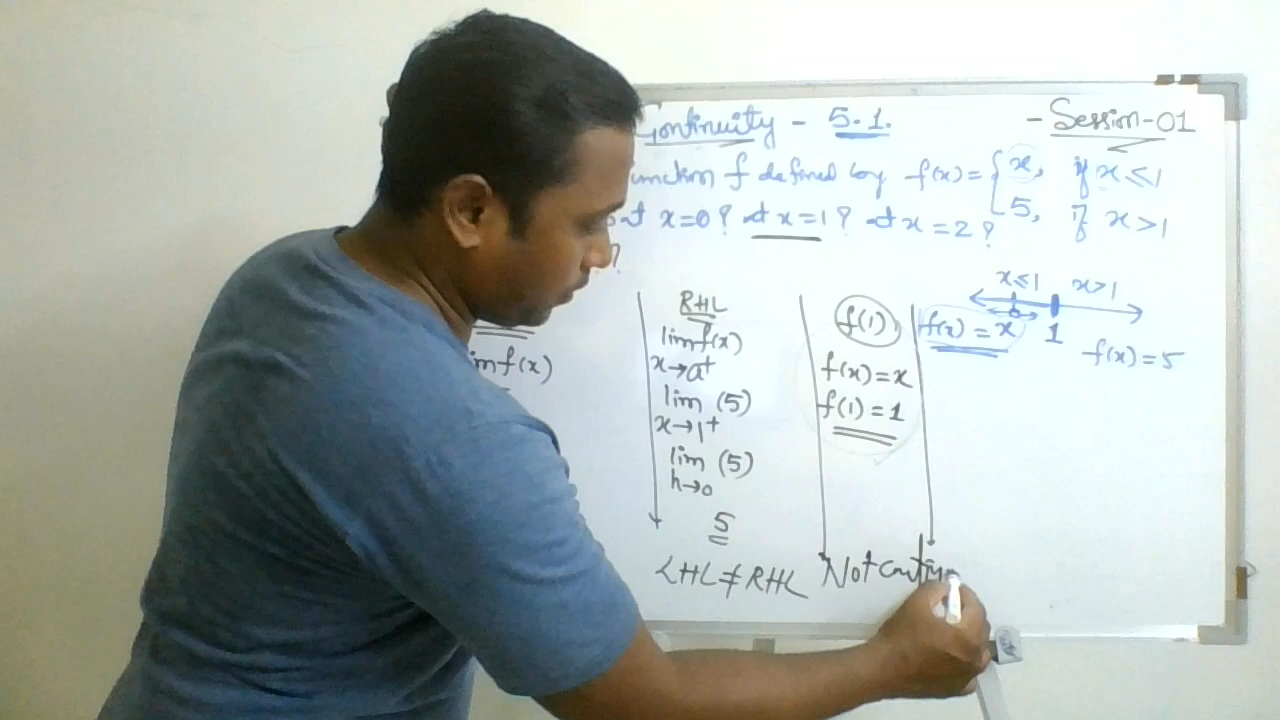 Continuity - 5.1. - Session-01
function f defined by f(x) = { x, if x ≤ 1
at x=0? at x=1? at x=2? 5, if x > 1
?
x≤1 x>1
1
f(x) = x
f(x) = 5
lim f(x)
RHL
lim f(x)
x→a⁺
lim (5)
x→1⁺
lim (5)
h→0
5
f(1)
f(x) = x
f(1) = 1
LHL ≠ RHL Not